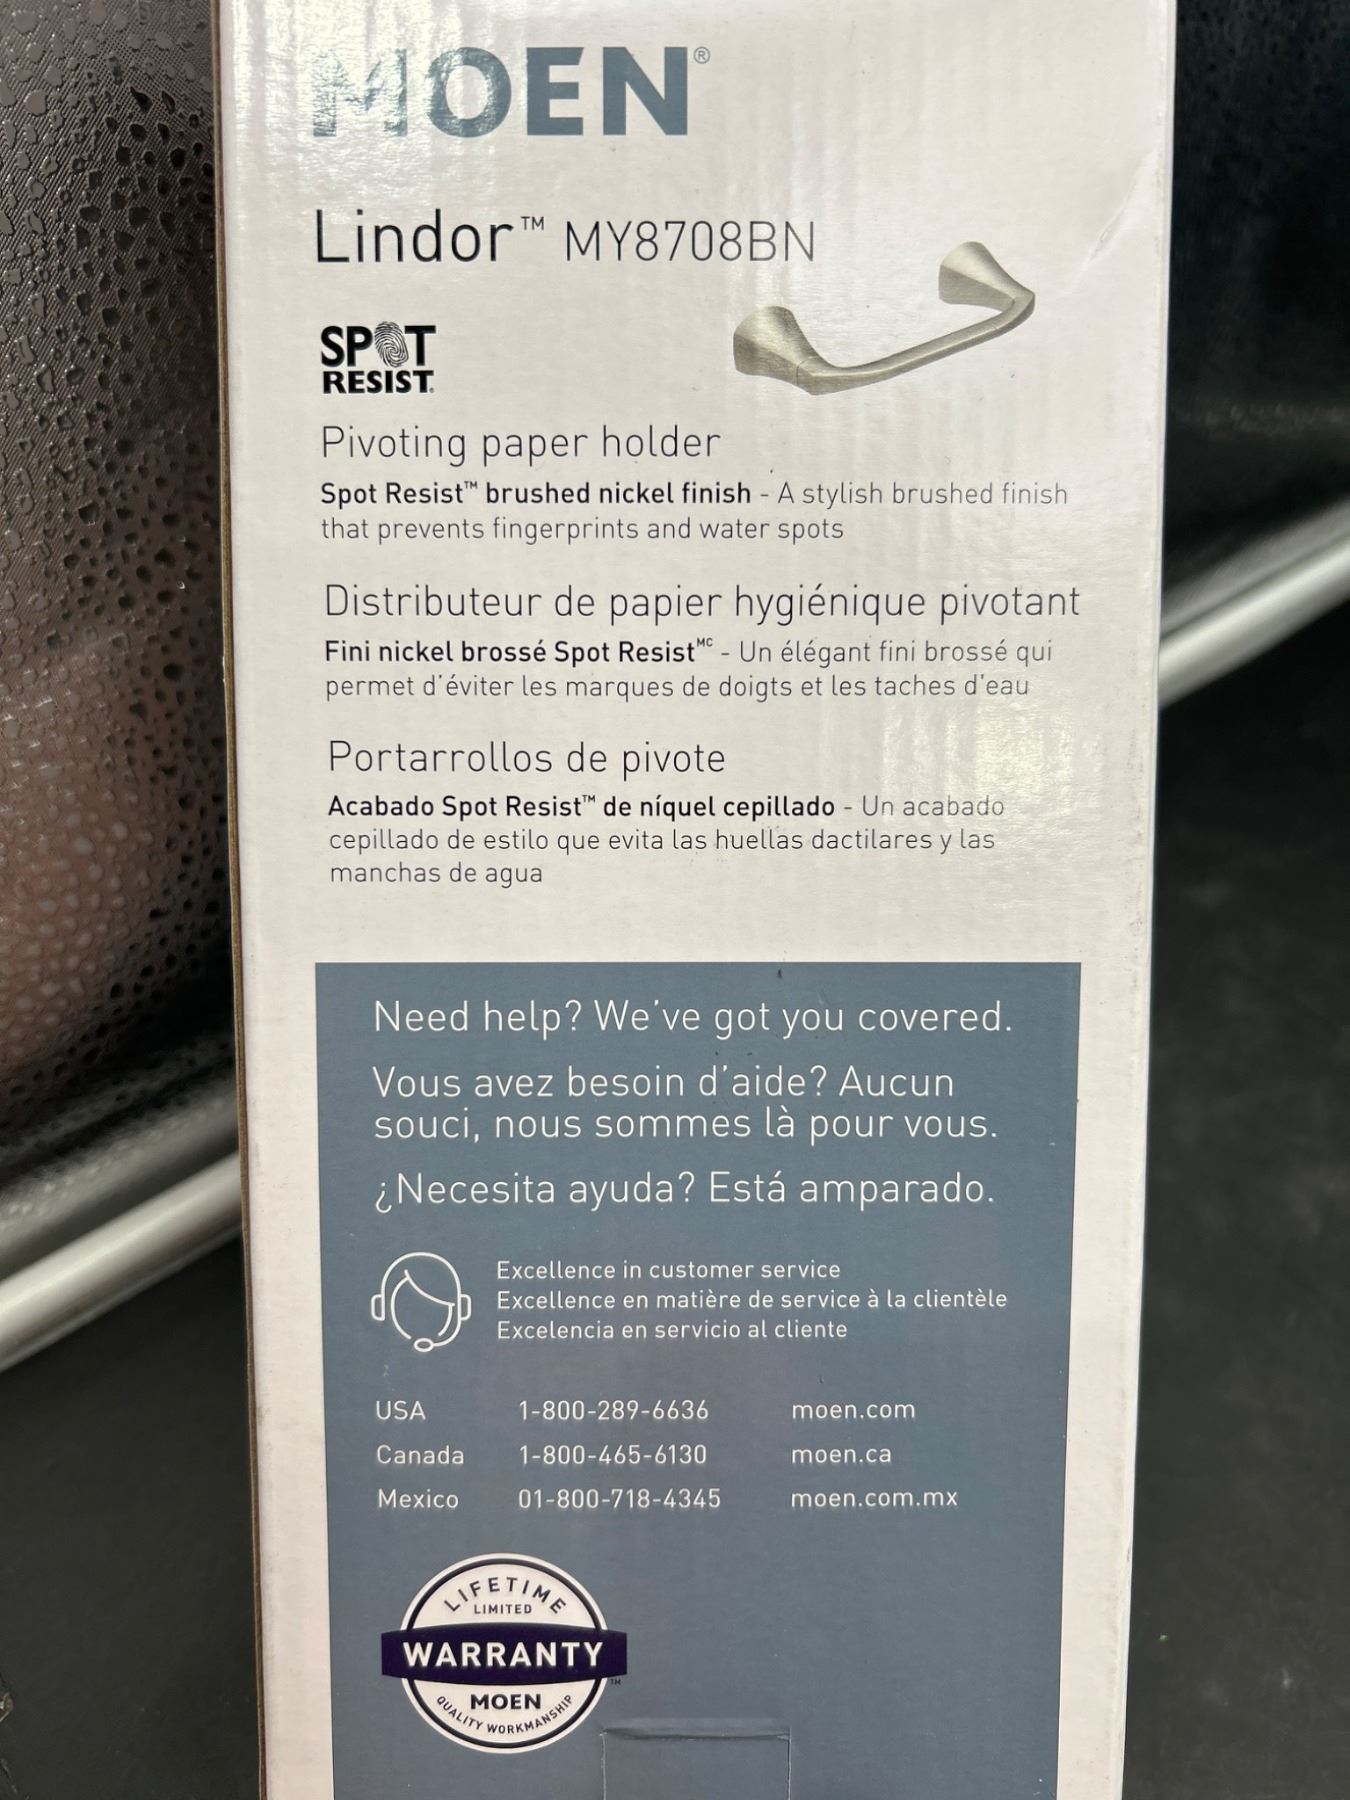 MOEN®
Lindor™ MY8708BN
SPOT
RESIST™
Pivoting paper holder
Spot Resist™ brushed nickel finish - A stylish brushed finish
that prevents fingerprints and water spots
Distributeur de papier hygiénique pivotant
Fini nickel brossé Spot Resist^MC - Un élégant fini brossé qui
permet d'éviter les marques de doigts et les taches d'eau
Portarrollos de pivote
Acabado Spot Resist™ de níquel cepillado - Un acabado
cepillado de estilo que evita las huellas dactilares y las
manchas de agua
Need help? We've got you covered.
Vous avez besoin d'aide? Aucun
souci, nous sommes là pour vous.
¿Necesita ayuda? Está amparado.
Excellence in customer service
Excellence en matière de service à la clientèle
Excelencia en servicio al cliente
USA 1-800-289-6636 moen.com
Canada 1-800-465-6130 moen.ca
Mexico 01-800-718-4345 moen.com.mx
LIFETIME
LIMITED
WARRANTY™
MOEN
QUALITY WORKMANSHIP